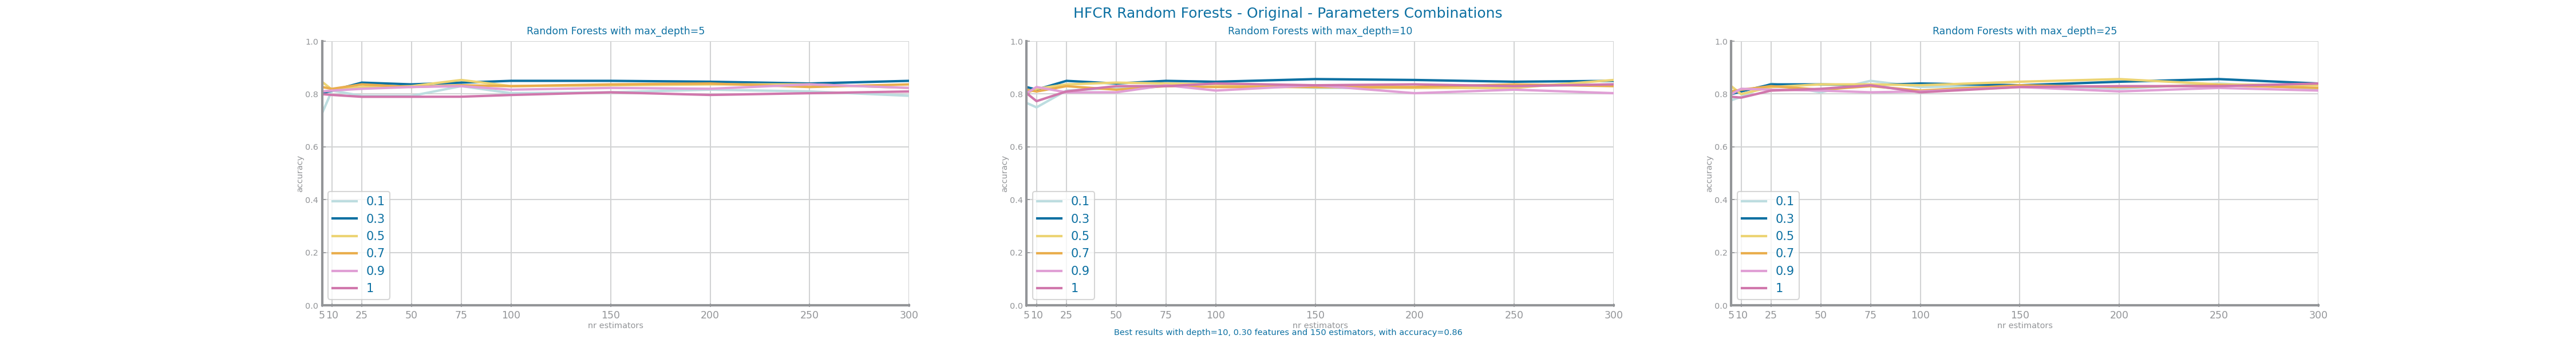 HFCR Random Forests - Original - Parameters Combinations
Random Forests with max_depth=5
1.0
0.8
0.6
0.4
0.2
0.0
accuracy
0.1
0.3
0.5
0.7
0.9
1
5 10 25 50 75 100 150 200 250 300
nr estimators
Random Forests with max_depth=10
1.0
0.8
0.6
0.4
0.2
0.0
accuracy
0.1
0.3
0.5
0.7
0.9
1
5 10 25 50 75 100 150 200 250 300
nr estimators
Random Forests with max_depth=25
1.0
0.8
0.6
0.4
0.2
0.0
accuracy
0.1
0.3
0.5
0.7
0.9
1
5 10 25 50 75 100 150 200 250 300
nr estimators
Best results with depth=10, 0.30 features and 150 estimators, with accuracy=0.86